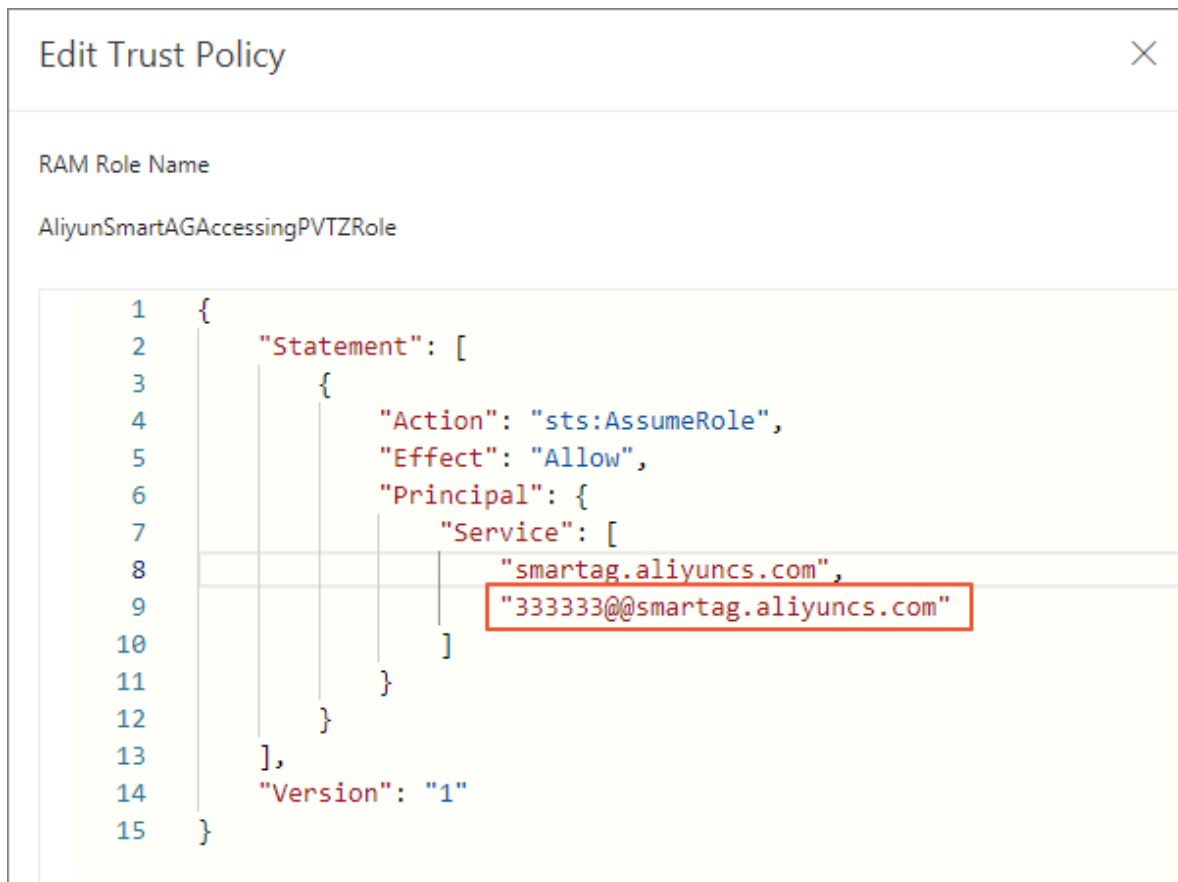 Edit Trust Policy
RAM Role Name
AliyunSmartAGAccessingPVTZRole
1 {
2 "Statement": [
3 {
4 "Action": "sts:AssumeRole",
5 "Effect": "Allow",
6 "Principal": {
7 "Service": [
8 "smartag.aliyuncs.com",
9 "333333@@smartag.aliyuncs.com"
10 ]
11 }
12 }
13 ],
14 "Version": "1"
15 }